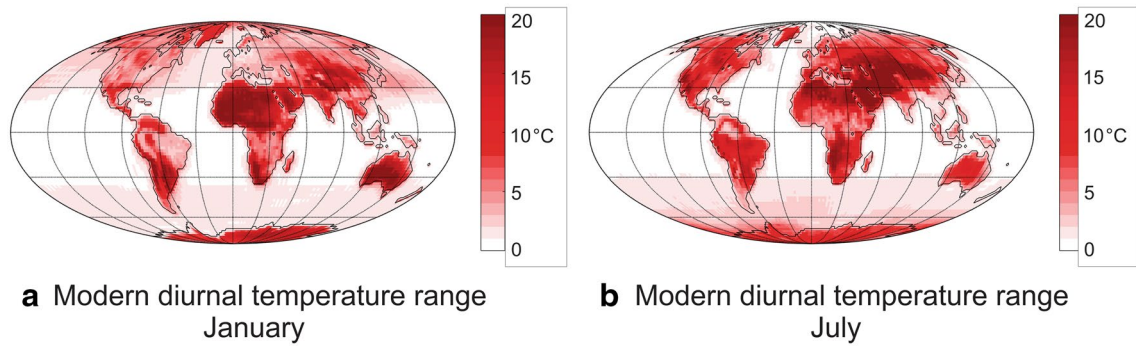 20
15
10°C
5
0
a Modern diurnal temperature range
January
20
15
10°C
5
0
b Modern diurnal temperature range
July